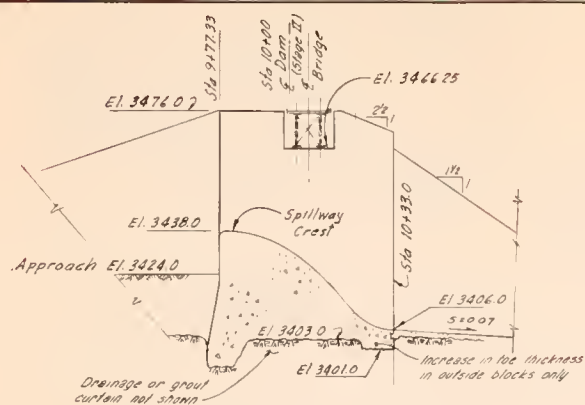 Sta 9+77.33
Sta 10+00
℄ Dam
(Stage II)
℄
Bridge
El. 3466.25
El. 3476.0
2½
1
1½
1
El. 3438.0
Spillway
Crest
Sta 10+33.0
Approach El. 3424.0
El. 3406.0
S=0.07
El. 3403.0
El 3401.0
Increase in toe thickness
in outside blocks only
Drainage or grout
curtain not shown